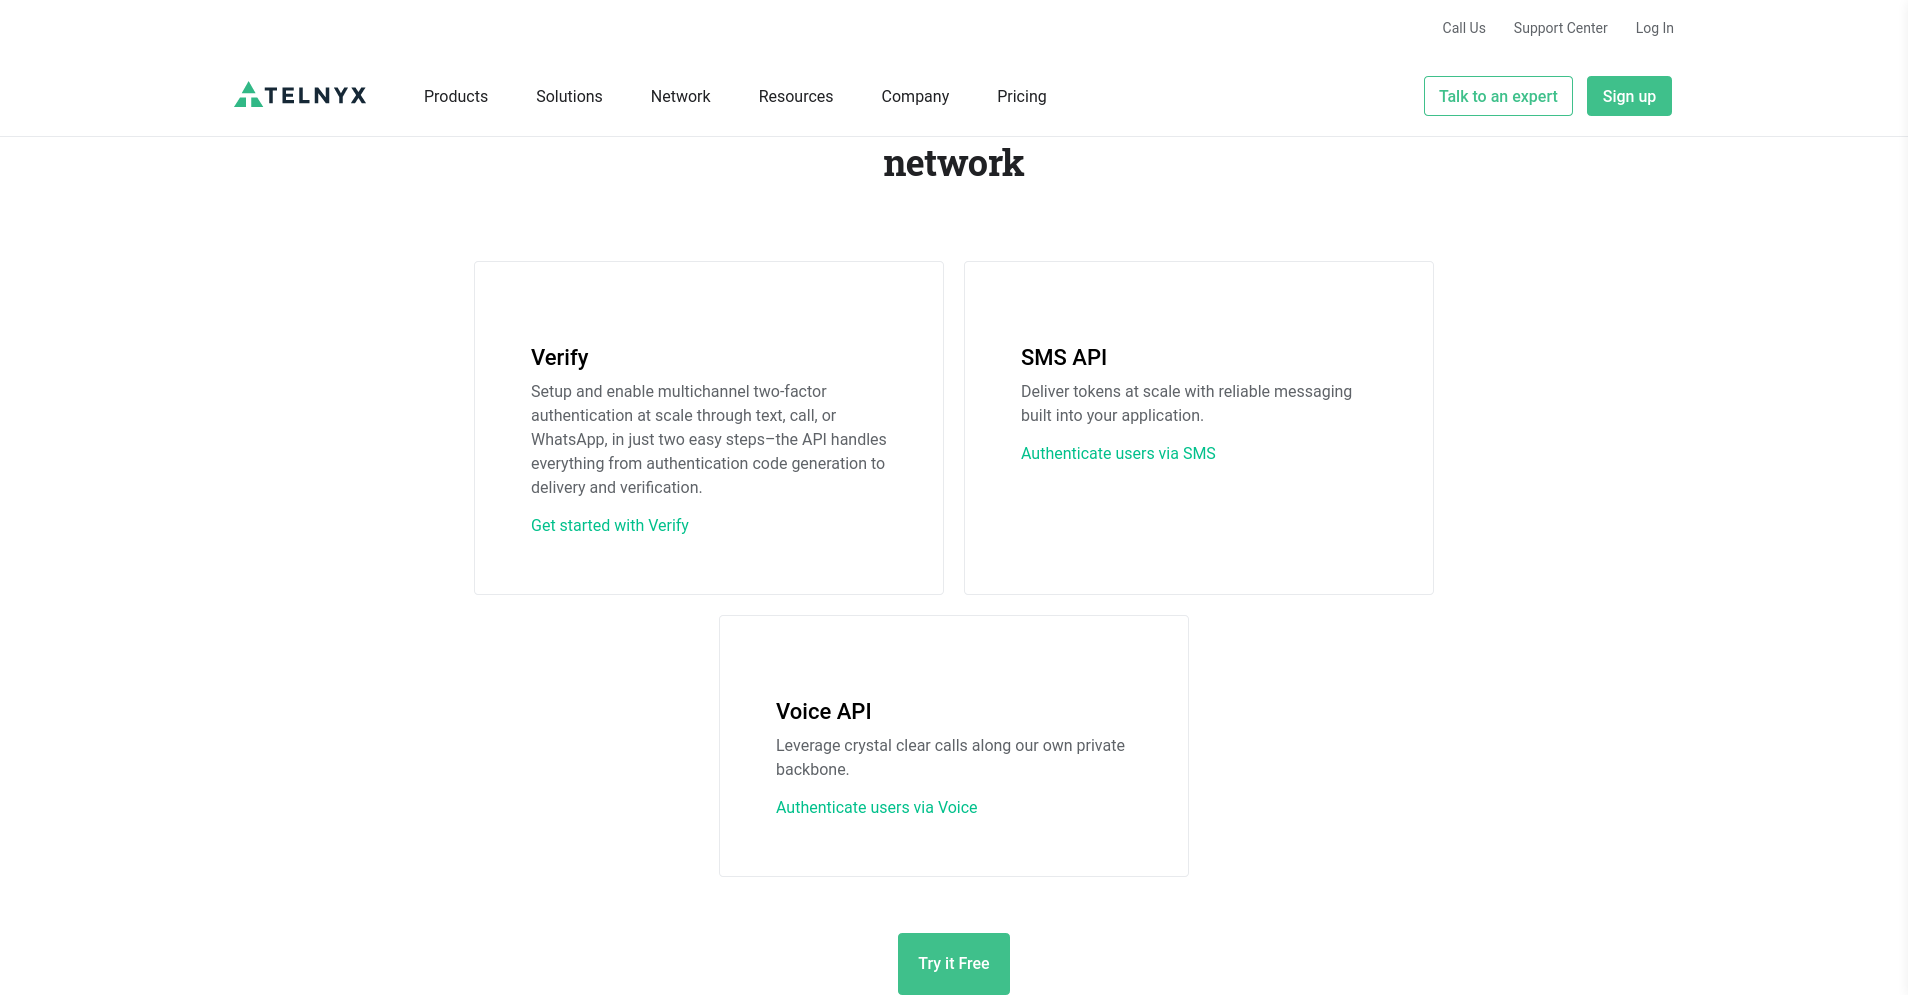 Call Us Support Center Log In
TELNYX Products Solutions Network Resources Company Pricing Talk to an expert Sign up
network
Verify
Setup and enable multichannel two-factor
authentication at scale through text, call, or
WhatsApp, in just two easy steps–the API handles
everything from authentication code generation to
delivery and verification.
Get started with Verify
SMS API
Deliver tokens at scale with reliable messaging
built into your application.
Authenticate users via SMS
Voice API
Leverage crystal clear calls along our own private
backbone.
Authenticate users via Voice
Try it Free